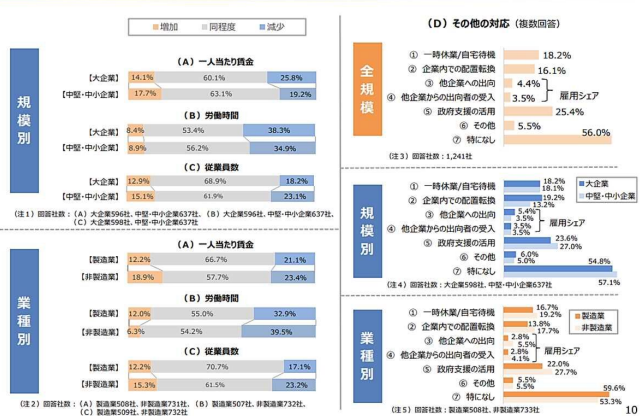 増加 同程度 減少
規模別
(A)一人当たり賃金
【大企業】 14.1% 60.1% 25.8%
【中堅・中小企業】 17.7% 63.1% 19.2%
(B)労働時間
【大企業】 8.4% 53.4% 38.3%
【中堅・中小企業】 8.9% 56.2% 34.9%
(C)従業員数
【大企業】 12.9% 68.9% 18.2%
【中堅・中小企業】 15.1% 61.9% 23.1%
(注1)回答社数:(A)大企業596社、中堅・中小企業637社、(B)大企業596社、中堅・中小企業637社、
(C)大企業598社、中堅・中小企業637社
業種別
(A)一人当たり賃金
【製造業】 12.2% 66.7% 21.1%
【非製造業】 18.9% 57.7% 23.4%
(B)労働時間
【製造業】 12.0% 55.0% 32.9%
【非製造業】 6.3% 54.2% 39.5%
(C)従業員数
【製造業】 12.2% 70.7% 17.1%
【非製造業】 15.3% 61.5% 23.2%
(注2)回答社数:(A)製造業508社、非製造業731社、(B)製造業507社、非製造業732社、
(C)製造業509社、非製造業732社
(D)その他の対応(複数回答)
全規模
① 一時休業/自宅待機 18.2%
② 企業内での配置転換 16.1%
③ 他企業への出向 4.4%
④ 他企業からの出向者の受入 3.5%
雇用シェア
⑤ 政府支援の活用 25.4%
⑥ その他 5.5%
⑦ 特になし 56.0%
(注3)回答社数:1,241社
規模別
大企業
中堅・中小企業
① 一時休業/自宅待機 18.2% 18.1%
② 企業内での配置転換 19.2% 13.2%
③ 他企業への出向 5.4% 3.5%
④ 他企業からの出向者の受入 3.5% 3.5%
雇用シェア
⑤ 政府支援の活用 23.6% 27.0%
⑥ その他 6.0% 5.0%
⑦ 特になし 54.8% 57.1%
(注4)回答社数:大企業598社、中堅・中小企業637社
業種別
製造業
非製造業
① 一時休業/自宅待機 16.7% 19.2%
② 企業内での配置転換 13.8% 17.7%
③ 他企業への出向 2.8% 5.5%
④ 他企業からの出向者の受入 2.8% 4.1%
雇用シェア
⑤ 政府支援の活用 22.0% 27.7%
⑥ その他 5.5% 5.5%
⑦ 特になし 59.6% 53.3%
(注5)回答社数:製造業508社、非製造業733社
10